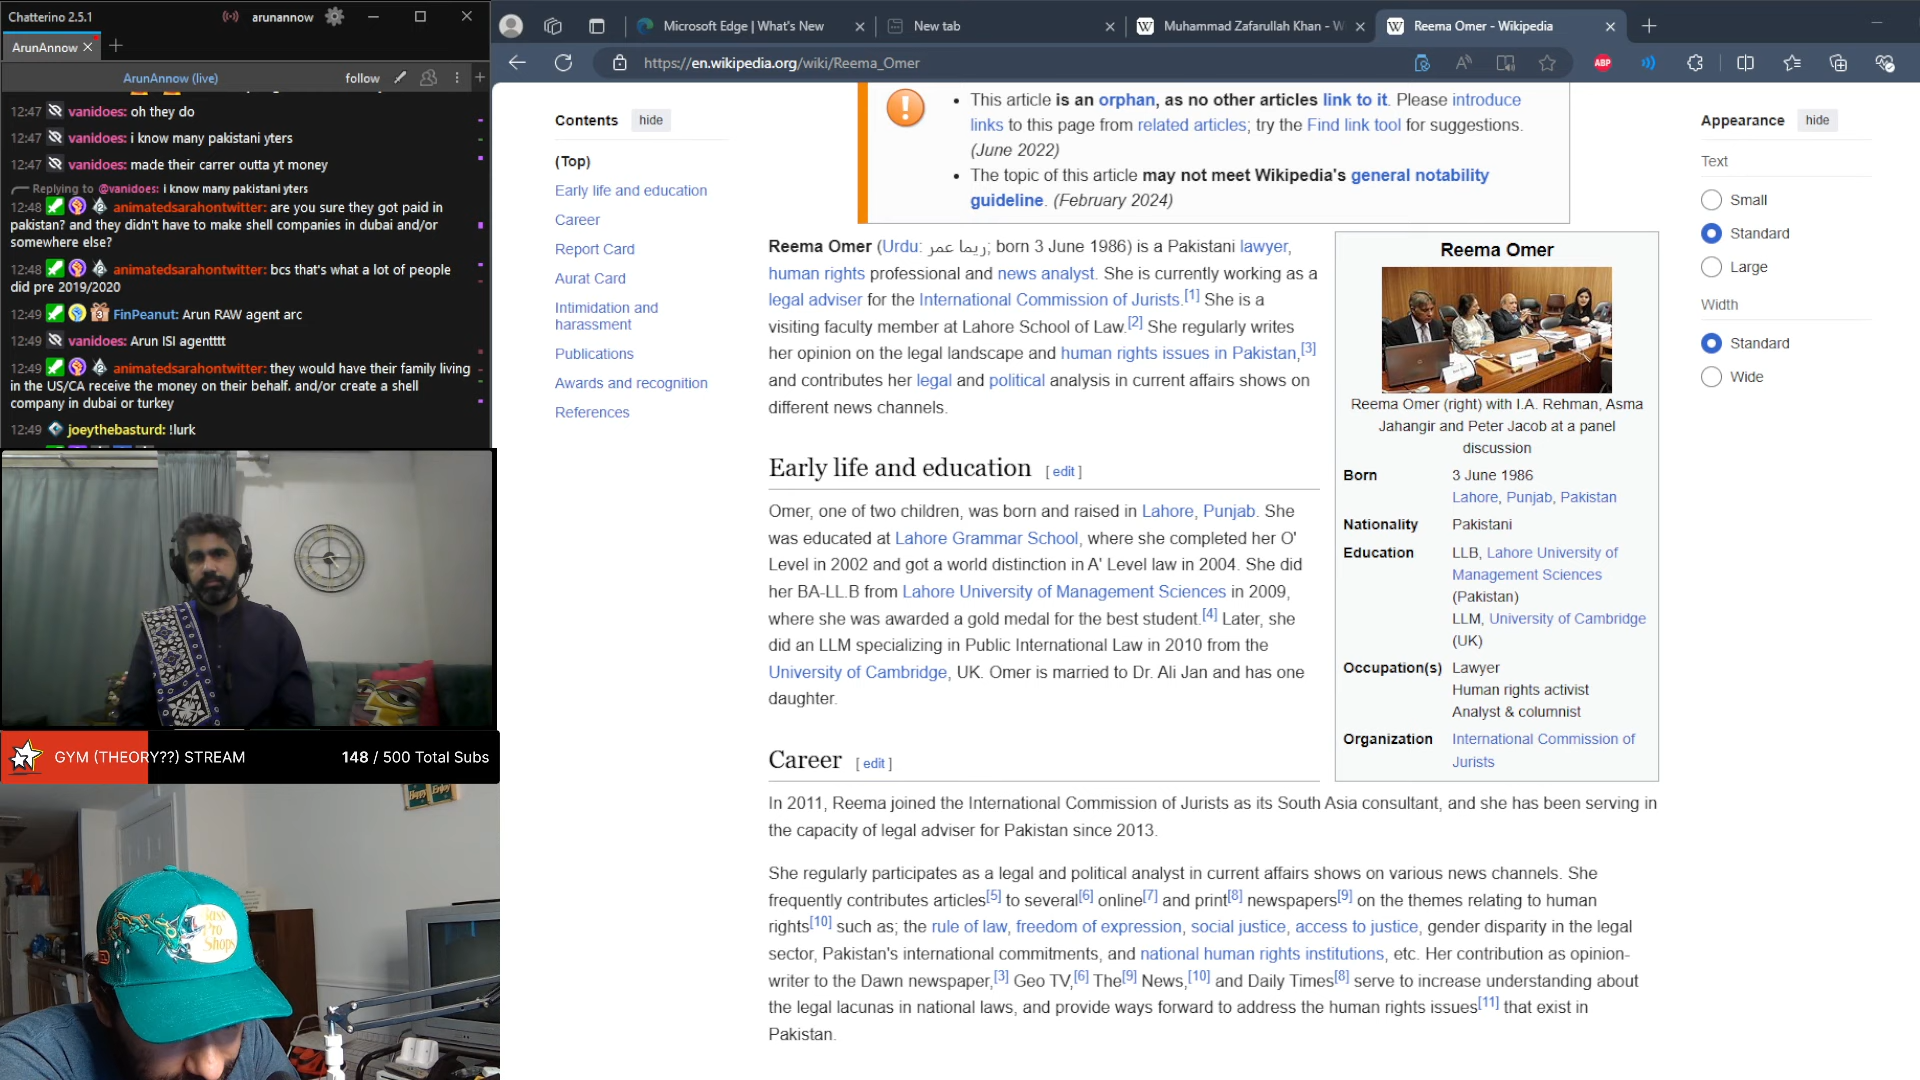 Chatterino 2.5.1
arunannow
ArunAnnow
ArunAnnow (live)
follow
12:47 vanidoes: oh they do
12:47 vanidoes: i know many pakistani yters
12:47 vanidoes: made their carrer outta yt money
Replying to @vanidoes: i know many pakistani yters
12:48 animatedsarahontwitter: are you sure they got paid in
pakistan? and they didn't have to make shell companies in dubai and/or
somewhere else?
12:48 animatedsarahontwitter: bcs that's what a lot of people
did pre 2019/2020
12:49 FinPeanut: Arun RAW agent arc
12:49 vanidoes: Arun ISI agentttt
12:49 animatedsarahontwitter: they would have their family living
in the US/CA receive the money on their behalf. and/or create a shell
company in dubai or turkey
12:49 joeythebasturd: !lurk
GYM (THEORY??) STREAM
148 / 500 Total Subs
Bass
Pro
Shops
Microsoft Edge | What's New
New tab
Muhammad Zafarullah Khan - W
Reema Omer - Wikipedia
https://en.wikipedia.org/wiki/Reema_Omer
ABP
Contents
hide
(Top)
Early life and education
Career
Report Card
Aurat Card
Intimidation and
harassment
Publications
Awards and recognition
References
• This article is an orphan, as no other articles link to it. Please introduce
links to this page from related articles; try the Find link tool for suggestions.
(June 2022)
• The topic of this article may not meet Wikipedia's general notability
guideline. (February 2024)
Reema Omer (Urdu: ریما عمر; born 3 June 1986) is a Pakistani lawyer,
human rights professional and news analyst. She is currently working as a
legal adviser for the International Commission of Jurists.[1] She is a
visiting faculty member at Lahore School of Law.[2] She regularly writes
her opinion on the legal landscape and human rights issues in Pakistan,[3]
and contributes her legal and political analysis in current affairs shows on
different news channels.
Early life and education [ edit ]
Omer, one of two children, was born and raised in Lahore, Punjab. She
was educated at Lahore Grammar School, where she completed her O'
Level in 2002 and got a world distinction in A' Level law in 2004. She did
her BA-LL.B from Lahore University of Management Sciences in 2009,
where she was awarded a gold medal for the best student.[4] Later, she
did an LLM specializing in Public International Law in 2010 from the
University of Cambridge, UK. Omer is married to Dr. Ali Jan and has one
daughter.
Career [ edit ]
In 2011, Reema joined the International Commission of Jurists as its South Asia consultant, and she has been serving in
the capacity of legal adviser for Pakistan since 2013.
She regularly participates as a legal and political analyst in current affairs shows on various news channels. She
frequently contributes articles[5] to several[6] online[7] and print[8] newspapers[9] on the themes relating to human
rights[10] such as; the rule of law, freedom of expression, social justice, access to justice, gender disparity in the legal
sector, Pakistan's international commitments, and national human rights institutions, etc. Her contribution as opinion-
writer to the Dawn newspaper,[3] Geo TV,[6] The[9] News,[10] and Daily Times[8] serve to increase understanding about
the legal lacunas in national laws, and provide ways forward to address the human rights issues[11] that exist in
Pakistan.
Reema Omer
Reema Omer (right) with I.A. Rehman, Asma
Jahangir and Peter Jacob at a panel
discussion
Born 3 June 1986
Lahore, Punjab, Pakistan
Nationality Pakistani
Education LLB, Lahore University of
Management Sciences
(Pakistan)
LLM, University of Cambridge
(UK)
Occupation(s) Lawyer
Human rights activist
Analyst & columnist
Organization International Commission of
Jurists
Appearance
hide
Text
Small
Standard
Large
Width
Standard
Wide